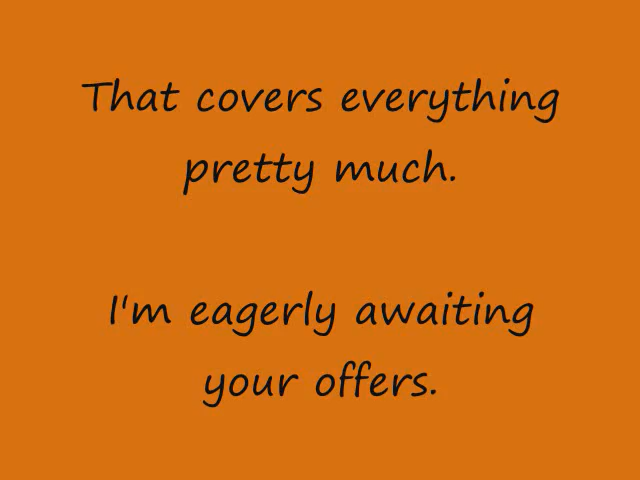 That covers everything
pretty much.
I'm eagerly awaiting
your offers.